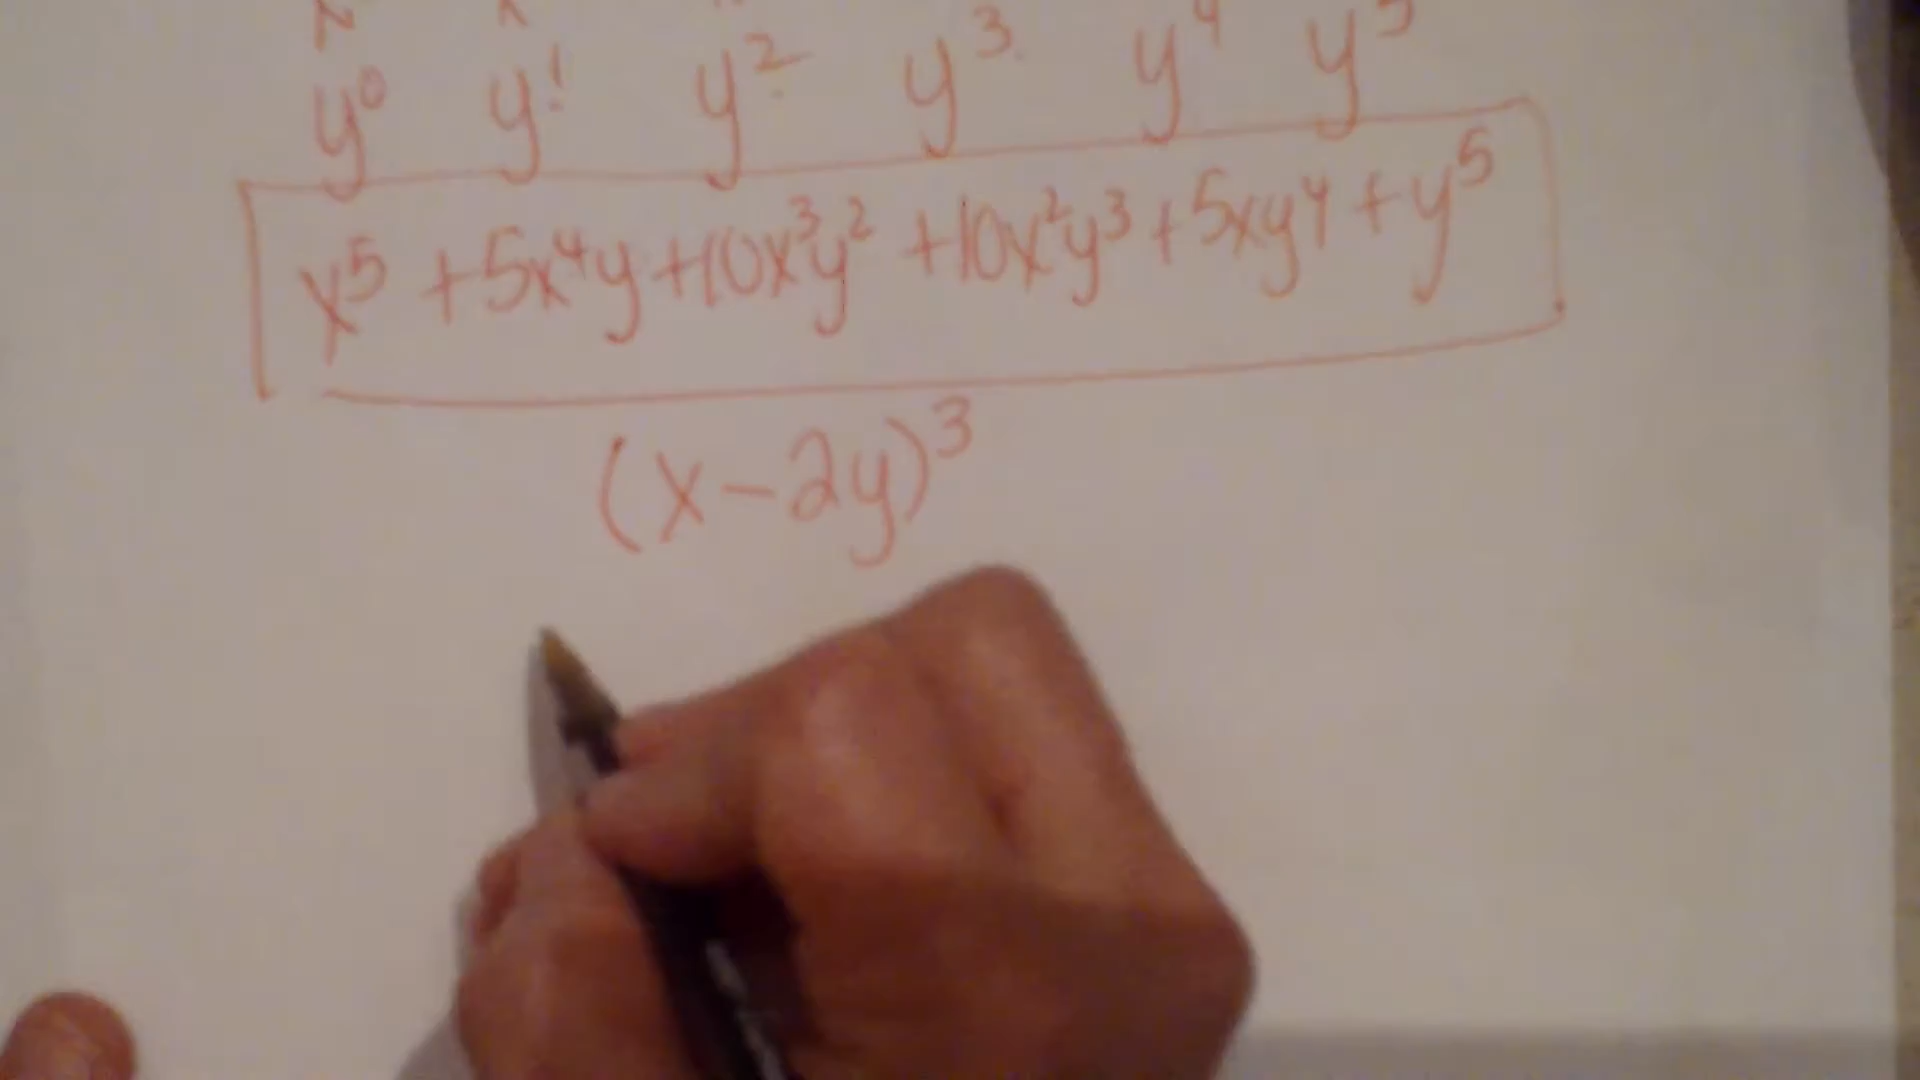 y⁰ y¹ y² y³ y⁴ y⁵
x⁵ +5x⁴y+10x³y² +10x²y³+5xy⁴+y⁵
(x-2y)³